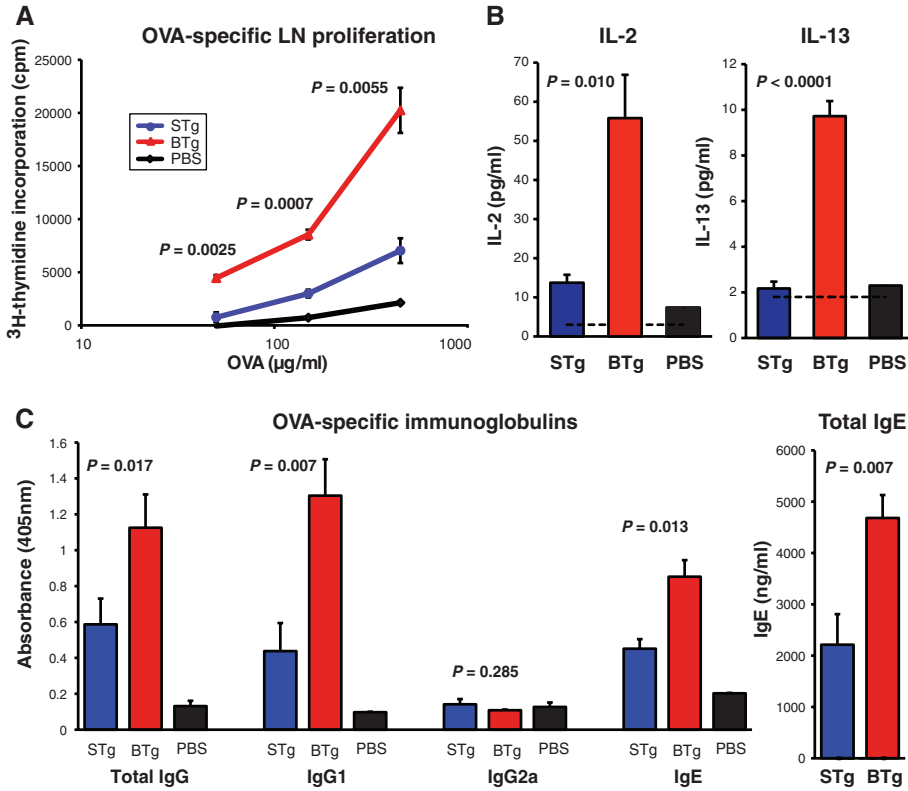 A
OVA-specific LN proliferation
³H-thymidine incorporation (cpm)
25000
20000
15000
10000
5000
0
STg
BTg
PBS
P = 0.0025
P = 0.0007
P = 0.0055
10
100
1000
OVA (µg/ml)
B
IL-2
IL-2 (pg/ml)
70
60
50
40
30
20
10
0
P = 0.010
STg BTg PBS
IL-13
IL-13 (pg/ml)
12
10
8
6
4
2
0
P < 0.0001
STg BTg PBS
C
OVA-specific immunoglobulins
Absorbance (405nm)
1.6
1.4
1.2
1
0.8
0.6
0.4
0.2
0
P = 0.017
P = 0.007
P = 0.285
P = 0.013
STg BTg PBS STg BTg PBS STg BTg PBS STg BTg PBS
Total IgG IgG1 IgG2a IgE
Total IgE
IgE (ng/ml)
6000
5000
4000
3000
2000
1000
0
P = 0.007
STg BTg